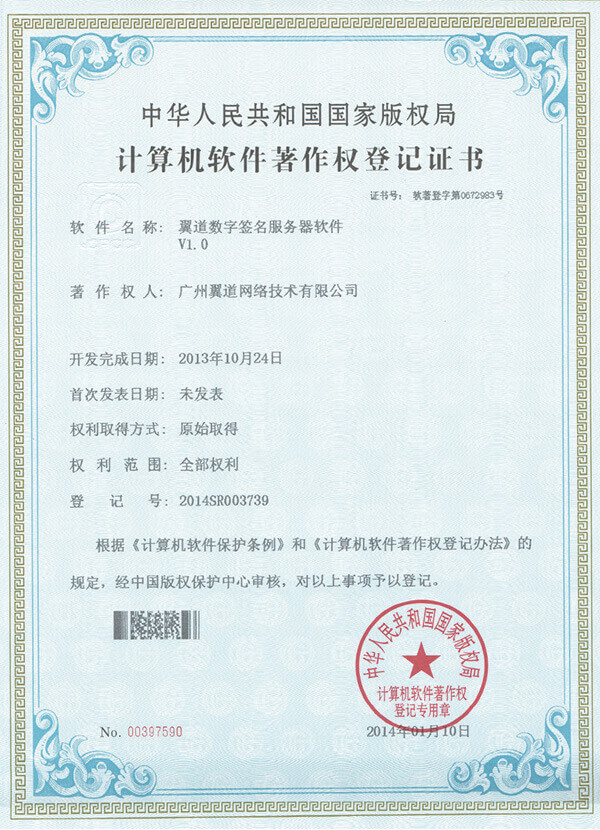 中华人民共和国国家版权局
计算机软件著作权登记证书
证书号： 软著登字第0672983号
软件名称： 翼道数字签名服务器软件
V1.0
著作权人： 广州翼道网络技术有限公司
开发完成日期： 2013年10月24日
首次发表日期： 未发表
权利取得方式： 原始取得
权利范围： 全部权利
登记号： 2014SR003739
根据《计算机软件保护条例》和《计算机软件著作权登记办法》的
规定，经中国版权保护中心审核，对以上事项予以登记。
中华人民共和国国家版权局
计算机软件著作权
登记专用章
No. 00397590
2014年01月10日